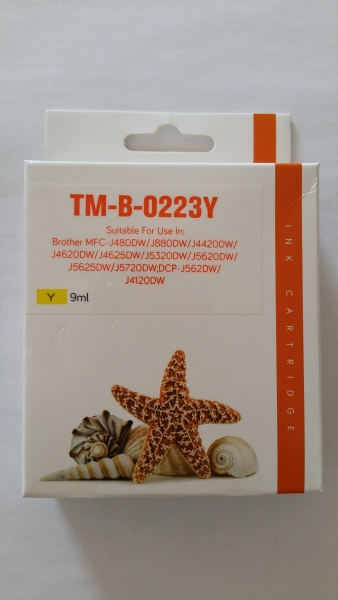 TM-B-0223Y
Suitable For Use In:
Brother MFC-J480DW/J880DW/J4420DW/
J4620DW/J4625DW/J5320DW/J5620DW/
J5625DW/J5720DW;DCP-J562DW/
J4120DW
Y 9ml
INK CARTRIDGE